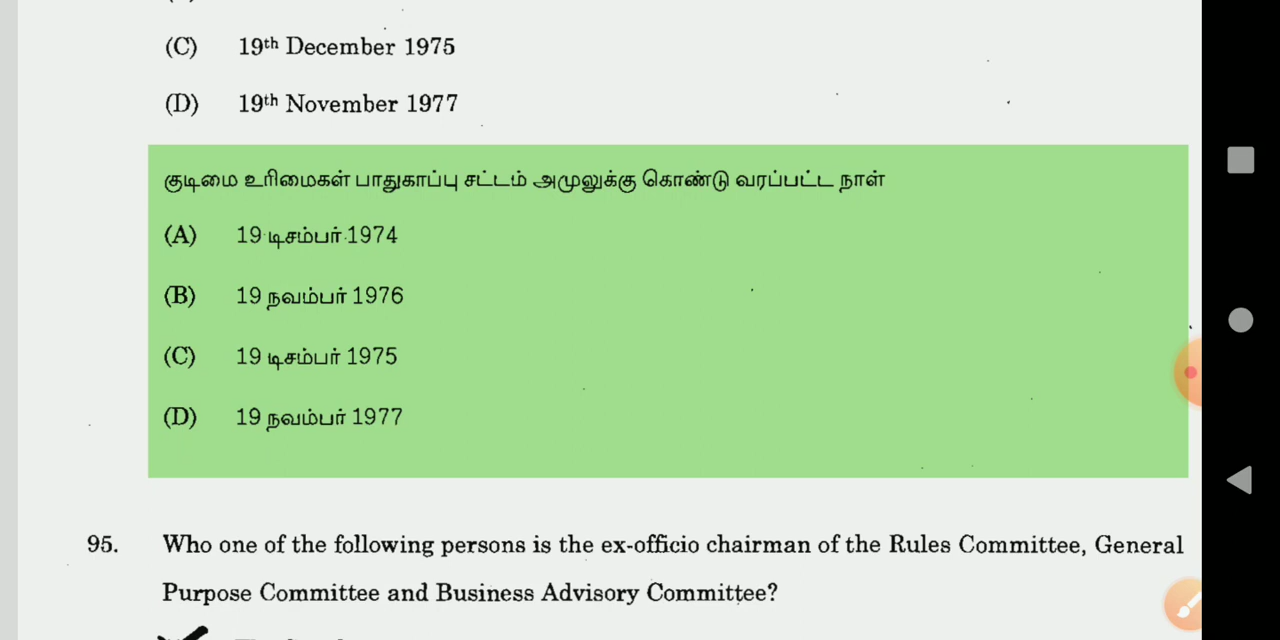 (C) 19th December 1975
(D) 19th November 1977
குடிமை உரிமைகள் பாதுகாப்பு சட்டம் அமுலுக்கு கொண்டு வரப்பட்ட நாள்
(A) 19 டிசம்பர் 1974
(B) 19 நவம்பர் 1976
(C) 19 டிசம்பர் 1975
(D) 19 நவம்பர் 1977
95. Who one of the following persons is the ex-officio chairman of the Rules Committee, General
Purpose Committee and Business Advisory Committee?